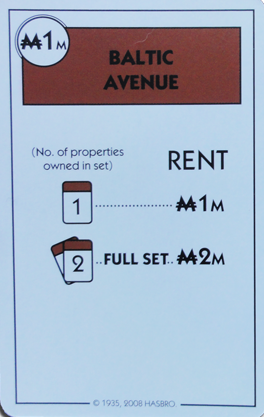 ₩1M
BALTIC
AVENUE
(No. of properties
owned in set) RENT
1 ₩1M
2 FULL SET ₩2M
© 1935, 2008 HASBRO